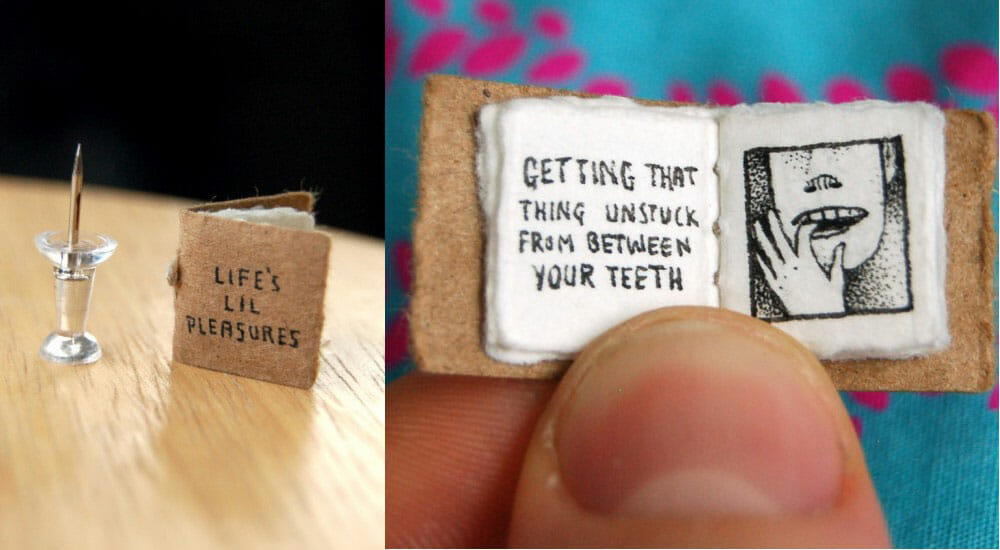 LIFE'S
LIL
PLEASURES
GETTING THAT
THING UNSTUCK
FROM BETWEEN
YOUR TEETH